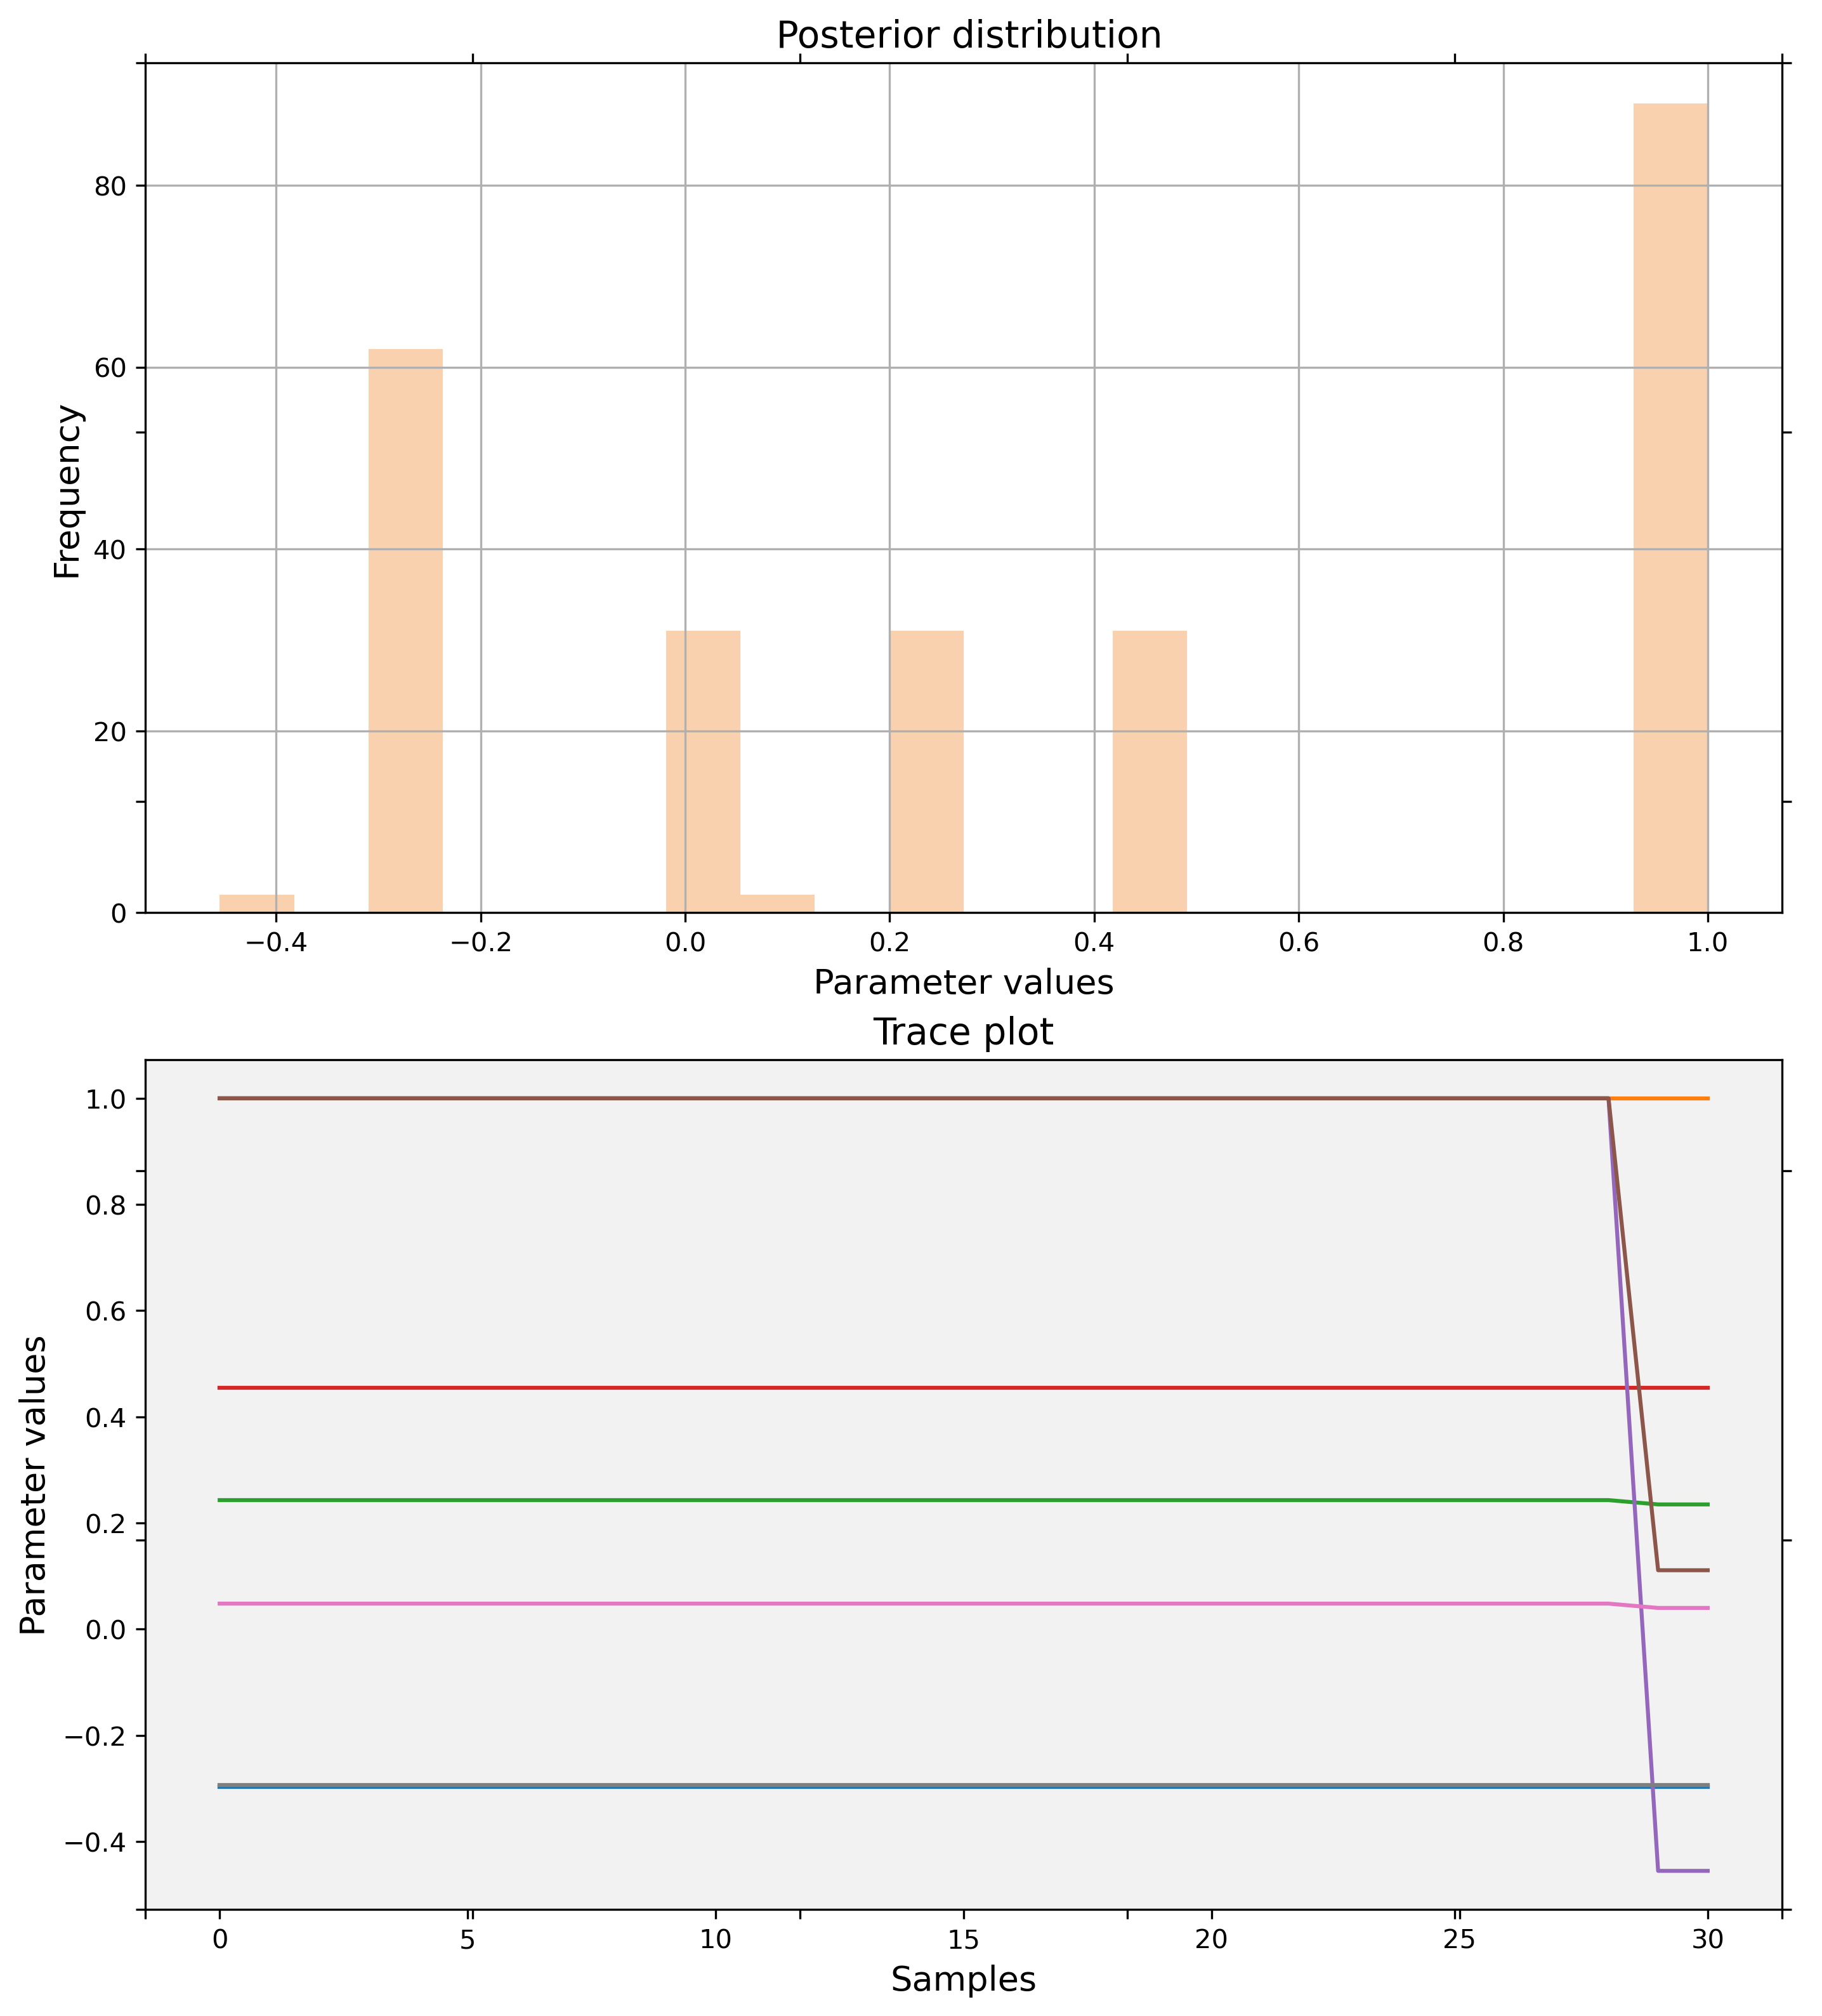 Posterior distribution
80
60
40
20
0
Frequency
−0.4 −0.2 0.0 0.2 0.4 0.6 0.8 1.0
Parameter values
Trace plot
1.0
0.8
0.6
0.4
0.2
0.0
−0.2
−0.4
Parameter values
0 5 10 15 20 25 30
Samples